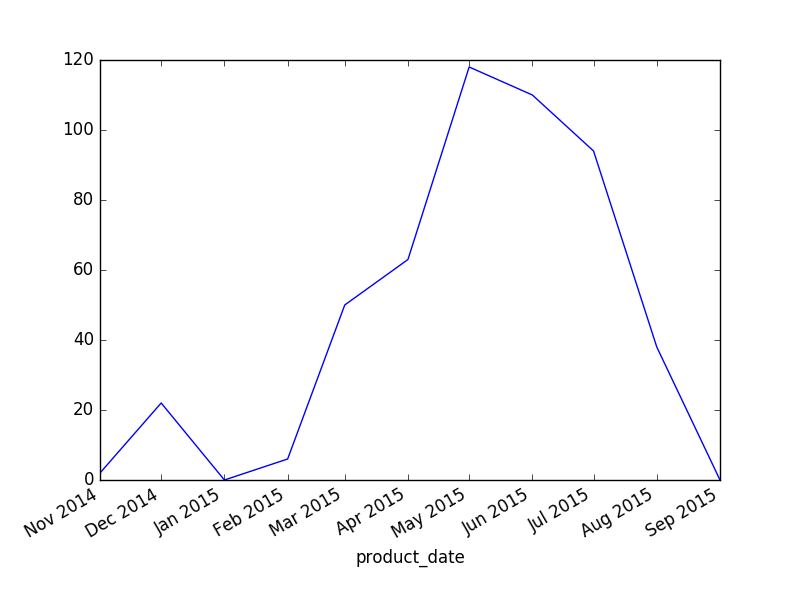 120
100
80
60
40
20
0
Nov 2014
Dec 2014
Jan 2015
Feb 2015
Mar 2015
Apr 2015
May 2015
Jun 2015
Jul 2015
Aug 2015
Sep 2015
product_date